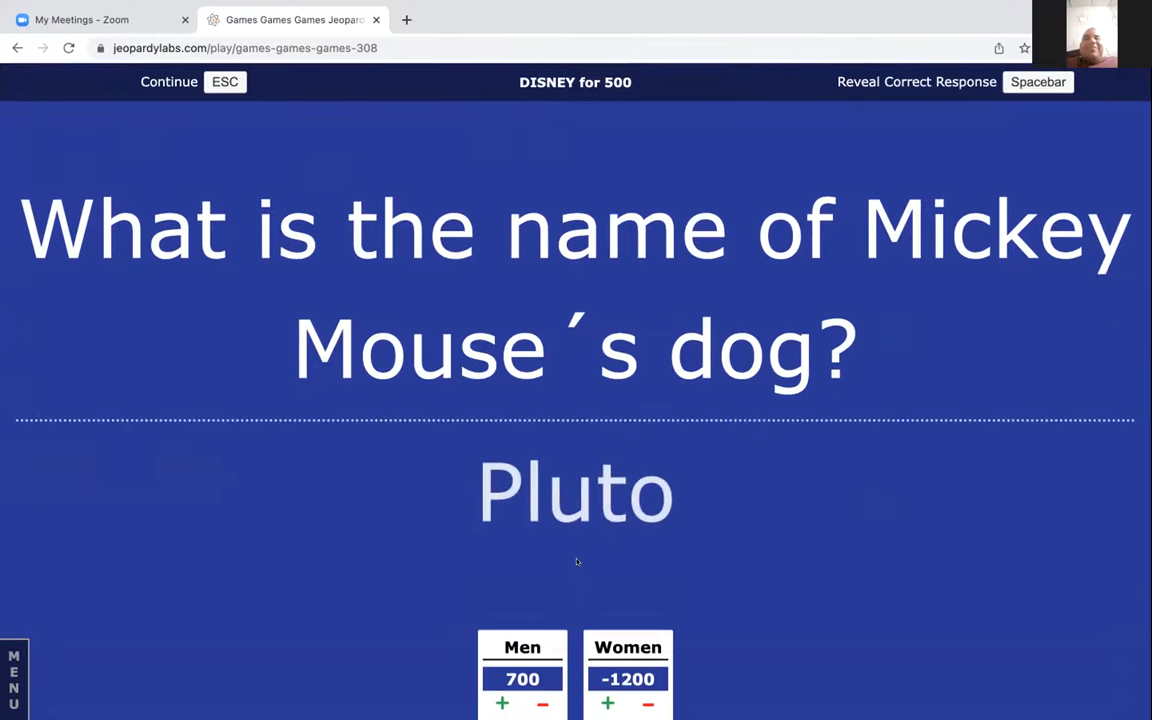 My Meetings - Zoom
Games Games Games Jeopard
jeopardylabs.com/play/games-games-games-308
Continue ESC
DISNEY for 500
Reveal Correct Response Spacebar
What is the name of Mickey
Mouse´s dog?
Pluto
MENU
Men Women
700 -1200
+ − + −